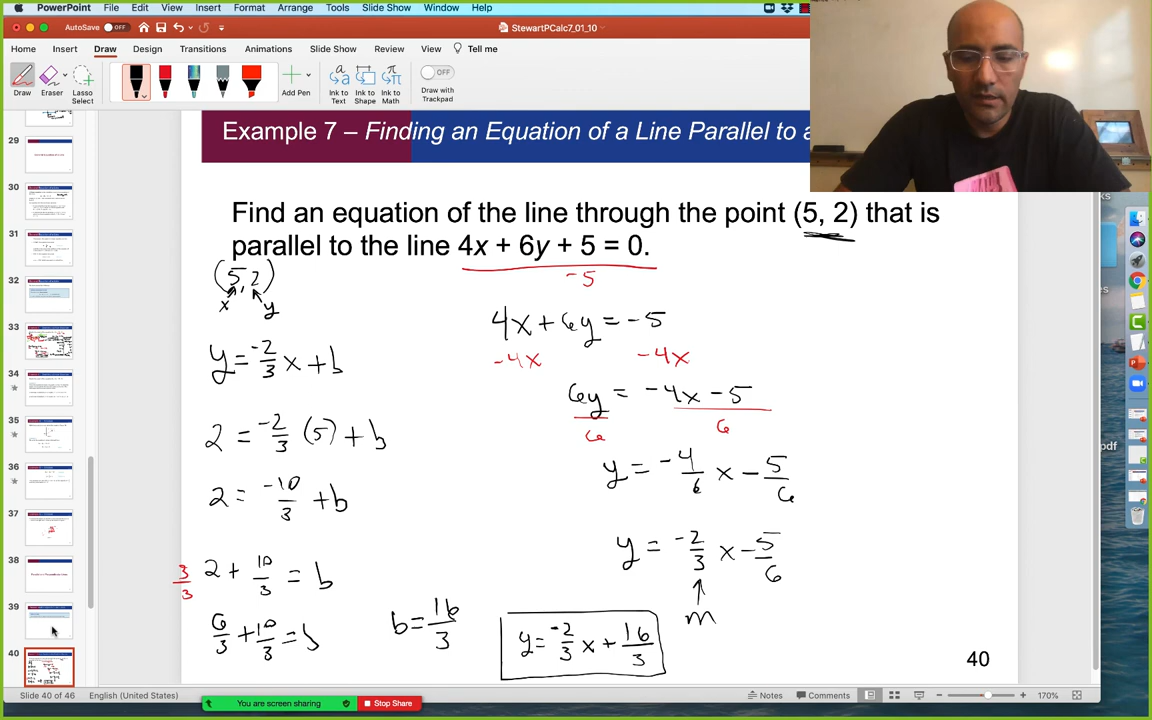 PowerPoint File Edit View Insert Format Arrange Tools Slide Show Window Help
AutoSave OFF StewartPCalc7_01_10
Home Insert Draw Design Transitions Animations Slide Show Review View Tell me
Draw Eraser Lasso Select Add Pen Ink to Text Ink to Shape Ink to Math OFF Draw with Trackpad
29
30
31
32
33
34
35
36
37
38
39
40
Example 7 – Finding an Equation of a Line Parallel to a
Find an equation of the line through the point (5, 2) that is
parallel to the line 4x + 6y + 5 = 0.
-5
(5, 2)
x y
y = -2/3 x + b
2 = -2/3 (5) + b
2 = -10/3 + b
3/3 2 + 10/3 = b
6/3 + 10/3 = b
b = 16/3
4x + 6y = -5
-4x -4x
6y = -4x - 5
6 6
y = -4/6 x - 5/6
y = -2/3 x - 5/6
m
y = -2/3 x + 16/3
40
Slide 40 of 46 English (United States) Notes Comments 170%
You are screen sharing Stop Share
pdf